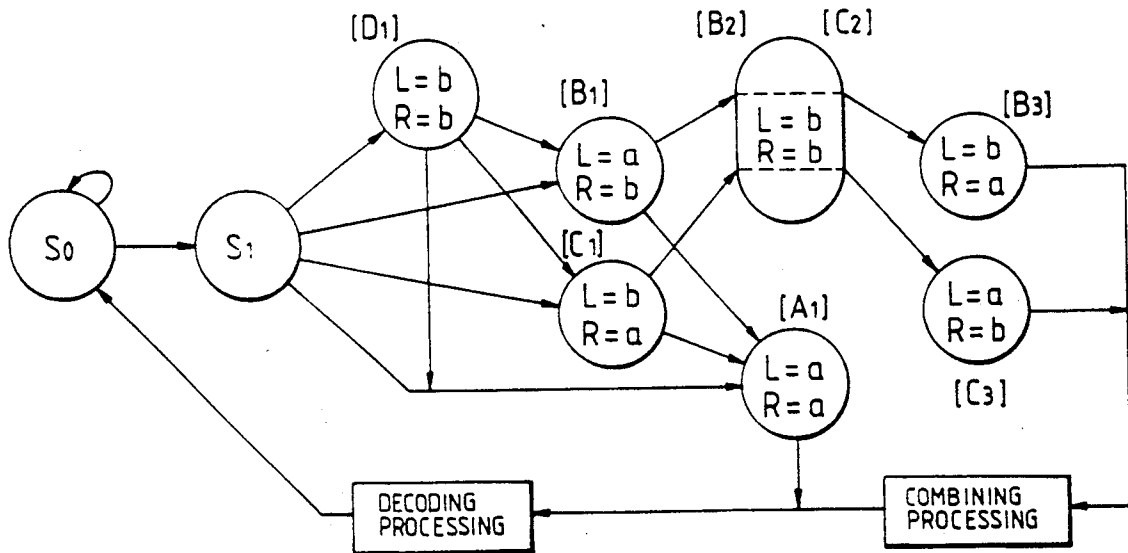 [D1]
L = b
R = b
[B1]
L = a
R = b
[B2]
[C2]
L = b
R = b
[B3]
L = b
R = a
S0
S1
[C1]
L = b
R = a
[A1]
L = a
R = a
L = a
R = b
[C3]
DECODING
PROCESSING
COMBINING
PROCESSING